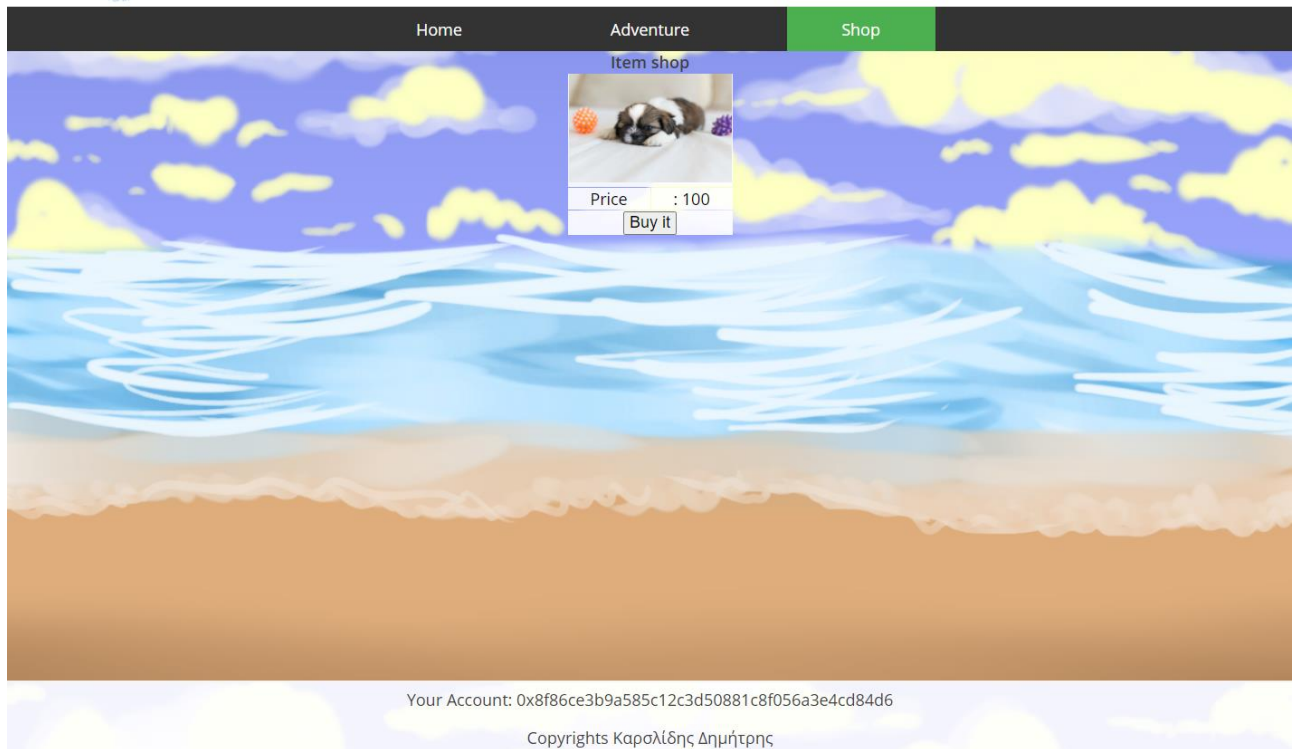 Home Adventure Shop
Item shop
Price : 100
Buy it
Your Account: 0x8f86ce3b9a585c12c3d50881c8f056a3e4cd84d6
Copyrights Καρσλίδης Δημήτρης